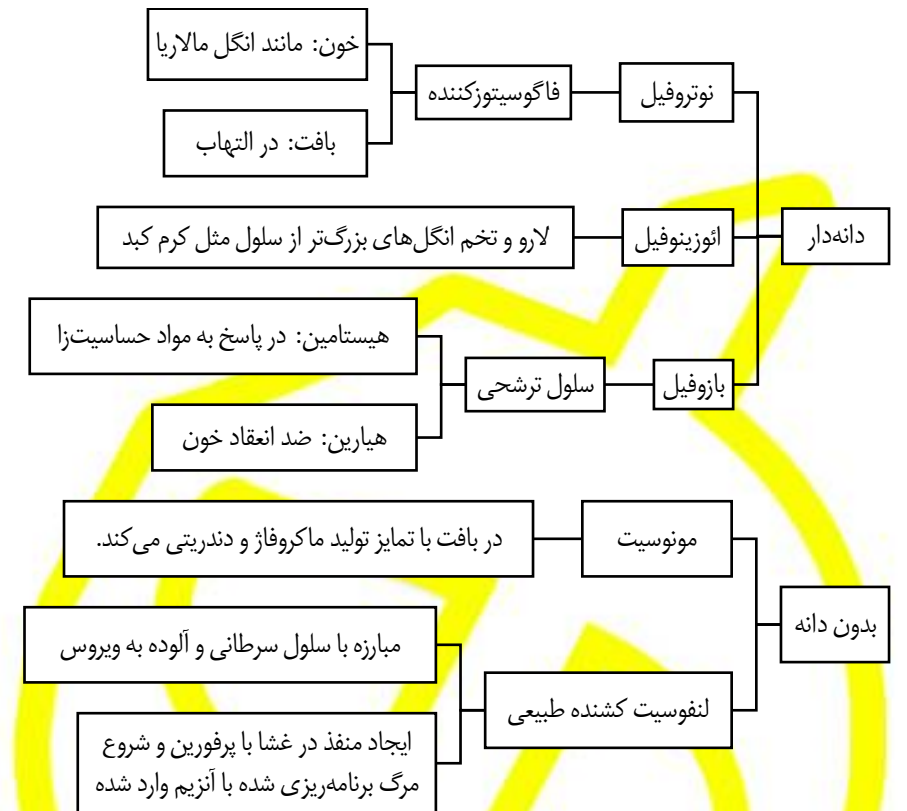 دانه‌دار
نوتروفیل
فاگوسیتوزکننده
خون: مانند انگل مالاریا
بافت: در التهاب
ائوزینوفیل
لارو و تخم انگل‌های بزرگ‌تر از سلول مثل کرم کبد
بازوفیل
سلول ترشحی
هیستامین: در پاسخ به مواد حساسیت‌زا
هپارین: ضد انعقاد خون
بدون دانه
مونوسیت
در بافت با تمایز تولید ماکروفاژ و دندریتی می‌کند.
لنفوسیت کشنده طبیعی
مبارزه با سلول سرطانی و آلوده به ویروس
ایجاد منفذ در غشا با پرفورین و شروع
مرگ برنامه‌ریزی شده با آنزیم وارد شده